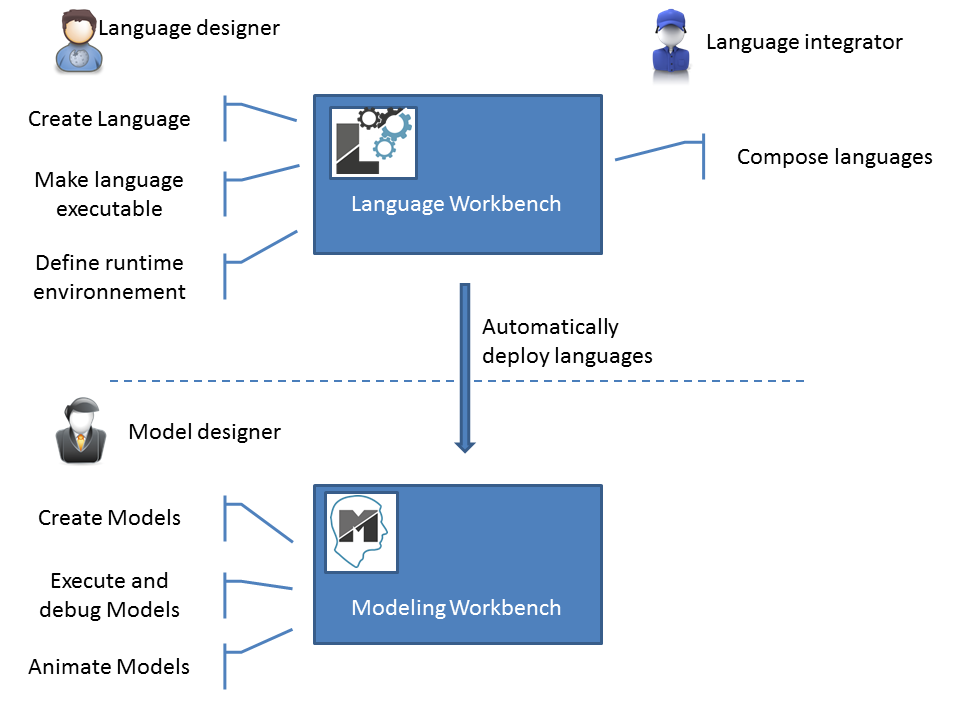 Language designer
Language integrator
Create Language
Make language
executable
Define runtime
environnement
L
Language Workbench
Compose languages
Automatically
deploy languages
Model designer
Create Models
Execute and
debug Models
Animate Models
M
Modeling Workbench